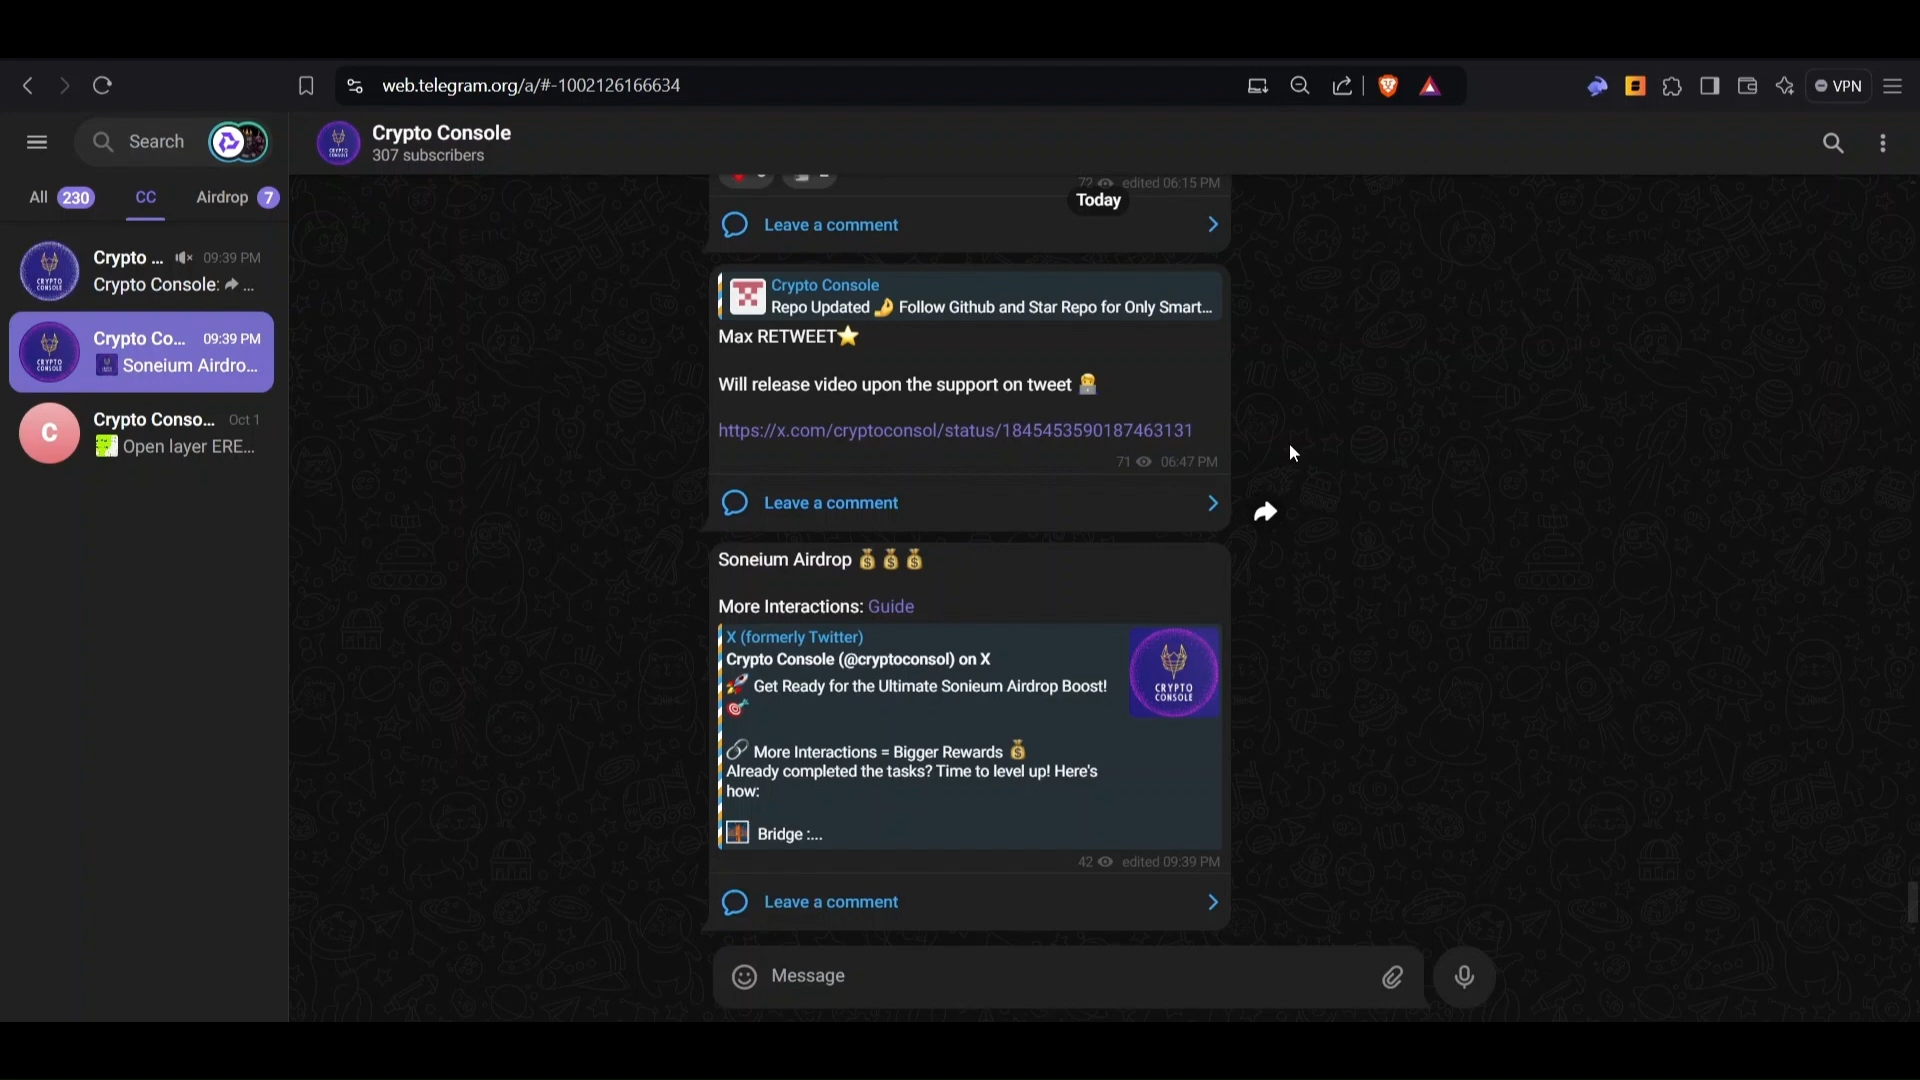 web.telegram.org/a/#-1002126166634
VPN
Search
Crypto Console
307 subscribers
All 230
CC
Airdrop 7
Crypto ... 09:39 PM
Crypto Console: ...
Crypto Co... 09:39 PM
Soneium Airdro...
C
Crypto Conso... Oct 1
Open layer ERE...
72 edited 06:15 PM
Today
Leave a comment
Crypto Console
Repo Updated 🤌 Follow Github and Star Repo for Only Smart...
Max RETWEET⭐
Will release video upon the support on tweet 👨‍💻
https://x.com/cryptoconsol/status/1845453590187463131
71 06:47 PM
Leave a comment
Soneium Airdrop 💰 💰 💰
More Interactions: Guide
X (formerly Twitter)
Crypto Console (@cryptoconsol) on X
🚀 Get Ready for the Ultimate Sonieum Airdrop Boost!
🎯
🔗 More Interactions = Bigger Rewards 💰
Already completed the tasks? Time to level up! Here's
how:
🌉 Bridge :...
CRYPTO
CONSOLE
42 edited 09:39 PM
Leave a comment
Message